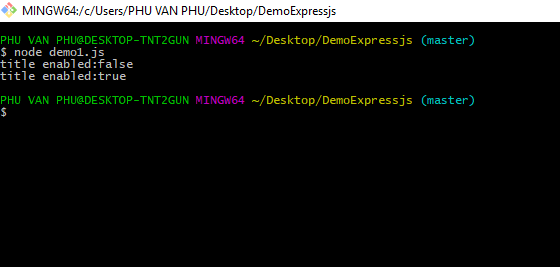 MINGW64:/c/Users/PHU VAN PHU/Desktop/DemoExpressjs
PHU VAN PHU@DESKTOP-TNT2GUN MINGW64 ~/Desktop/DemoExpressjs (master)
$ node demo1.js
title enabled:false
title enabled:true
PHU VAN PHU@DESKTOP-TNT2GUN MINGW64 ~/Desktop/DemoExpressjs (master)
$